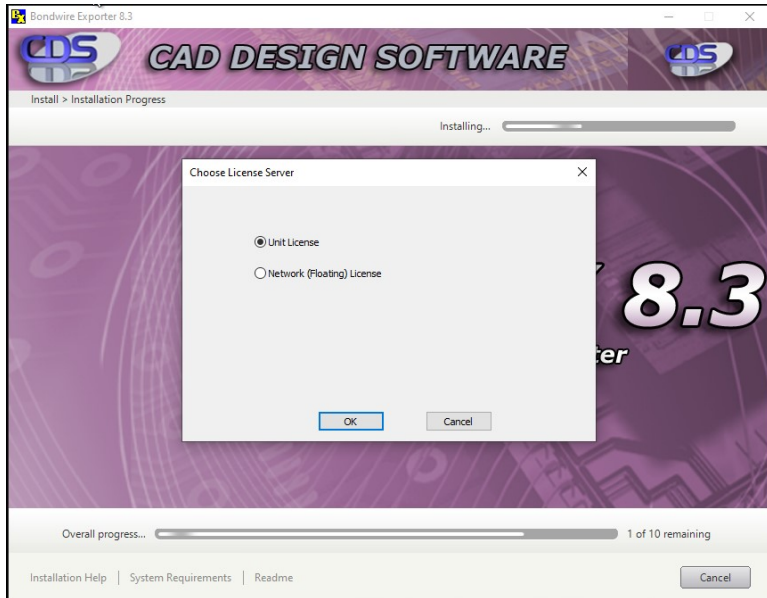 Bondwire Exporter 8.3
CDS CAD DESIGN SOFTWARE CDS
Install > Installation Progress
Installing...
Choose License Server
Unit License
Network (Floating) License
8.3
ter
OK Cancel
Overall progress... 1 of 10 remaining
Installation Help | System Requirements | Readme Cancel